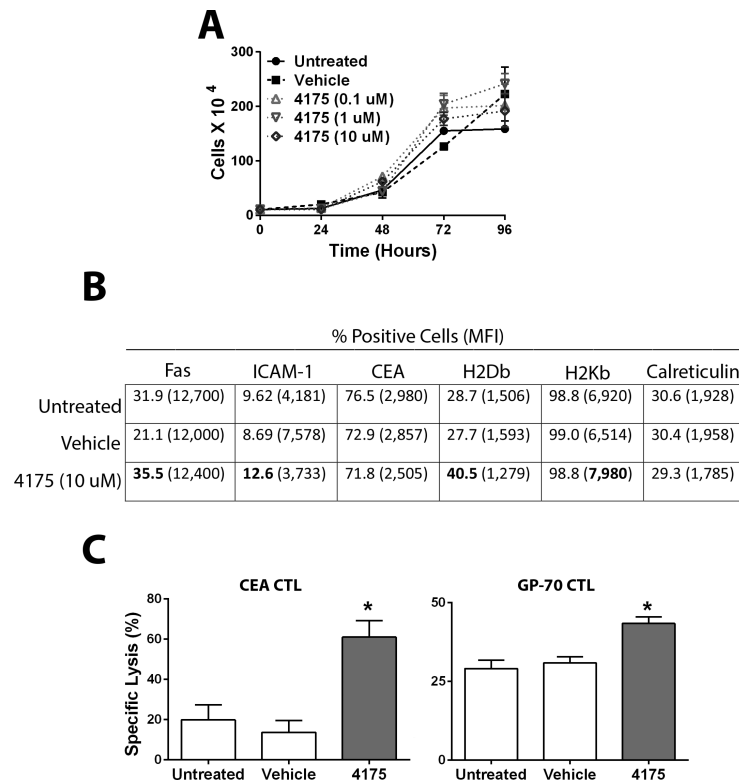 A
300
200
100
0
Cells X 10 4
Untreated
Vehicle
4175 (0.1 uM)
4175 (1 uM)
4175 (10 uM)
0 24 48 72 96
Time (Hours)
B
% Positive Cells (MFI)
Fas ICAM-1 CEA H2Db H2Kb Calreticulin
Untreated 31.9 (12,700) 9.62 (4,181) 76.5 (2,980) 28.7 (1,506) 98.8 (6,920) 30.6 (1,928)
Vehicle 21.1 (12,000) 8.69 (7,578) 72.9 (2,857) 27.7 (1,593) 99.0 (6,514) 30.4 (1,958)
4175 (10 uM) 35.5 (12,400) 12.6 (3,733) 71.8 (2,505) 40.5 (1,279) 98.8 (7,980) 29.3 (1,785)
C
CEA CTL
Specific Lysis (%)
80
60
40
20
0
*
Untreated Vehicle 4175
GP-70 CTL
50
25
0
*
Untreated Vehicle 4175